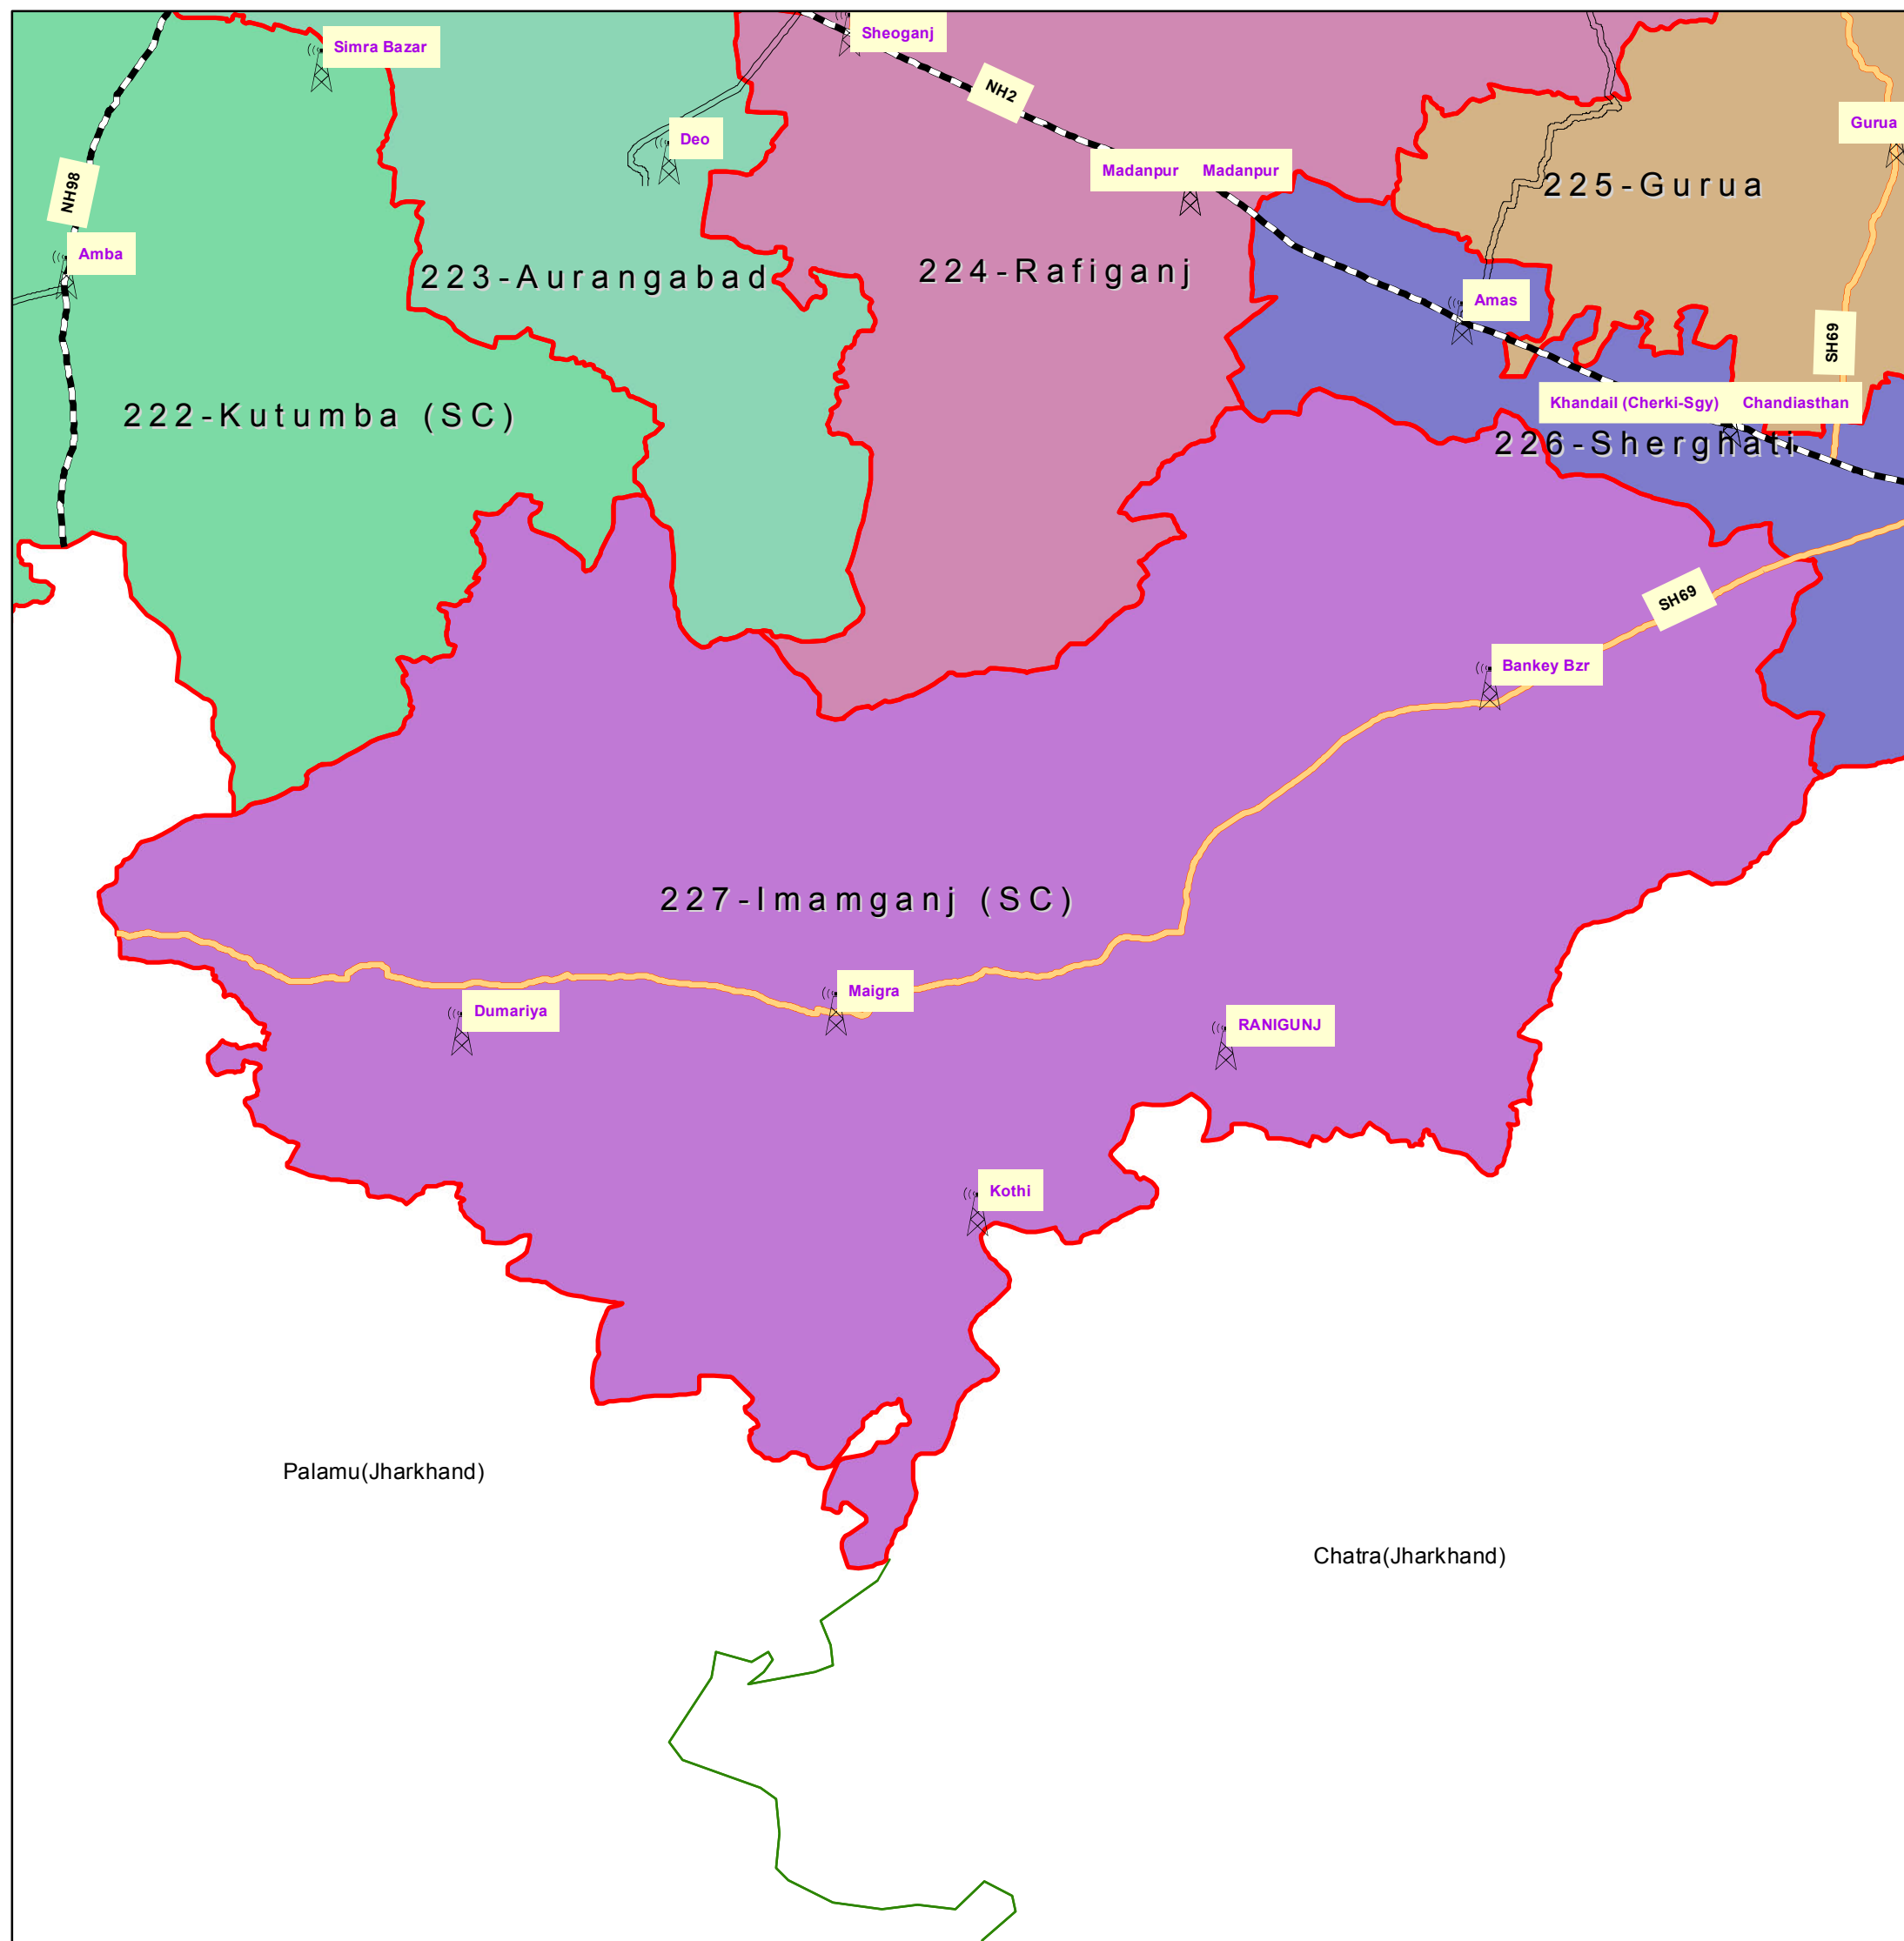 Sheoganj
Simra Bazar
NH2
Gurua
Deo
Madanpur
Madanpur
225-Gurua
NH98
Amba
224-Rafiganj
223-Aurangabad
Amas
SH69
Khandail (Cherki-Sgy)
Chandiasthan
222-Kutumba (SC)
226-Sherghati
SH69
Bankey Bzr
227-Imamganj (SC)
Maigra
Dumariya
RANIGUNJ
Kothi
Palamu(Jharkhand)
Chatra(Jharkhand)